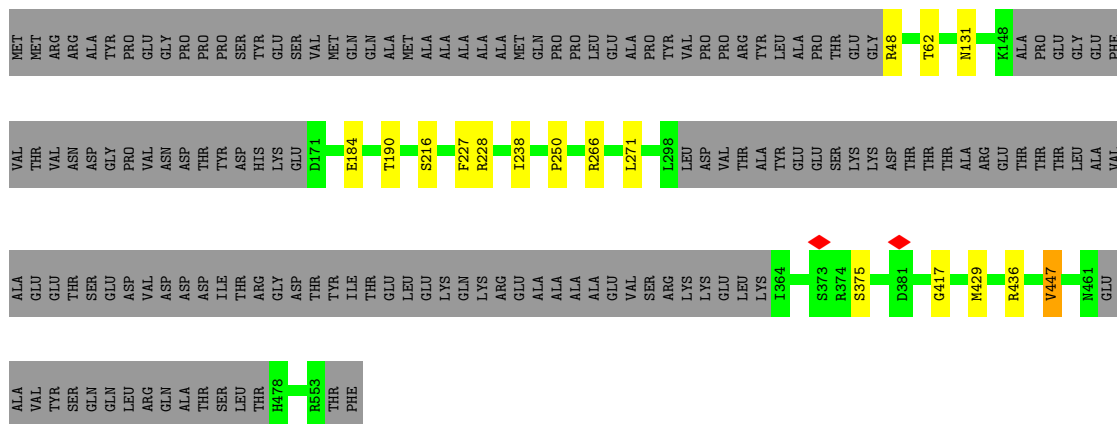 MET MET ARG ARG ALA TYR PRO GLU GLY PRO PRO PRO SER TYR GLU SER VAL MET GLN GLN ALA MET ALA ALA ALA ALA ALA MET GLN PRO PRO LEU GLU ALA PRO TYR VAL PRO PRO ARG TYR LEU ALA PRO THR GLU GLY R48 T62 N131 K148 ALA PRO GLU GLY GLU PHE
VAL THR VAL ASN ASP GLY PRO VAL ASN ASP THR TYR ASP HIS LYS GLU D171 E184 T190 S216 F227 R228 I238 P250 R266 L271 L298 LEU ASP VAL THR ALA TYR GLU GLU SER LYS LYS ASP THR THR THR ALA ARG GLU THR THR THR LEU ALA VAL
ALA GLU GLU THR SER GLU ASP VAL ASP ASP ASP ILE THR ARG GLY ASP THR TYR ILE THR GLU LEU GLU LYS GLN LYS ARG GLU ALA ALA ALA ALA GLU VAL SER ARG LYS LYS GLU LEU LYS I364 S373 R374 S375 D381 G417 M429 R436 V447 N461 GLU
ALA VAL TYR SER GLN GLN LEU ARG GLN ALA THR SER LEU THR H478 R553 THR PHE